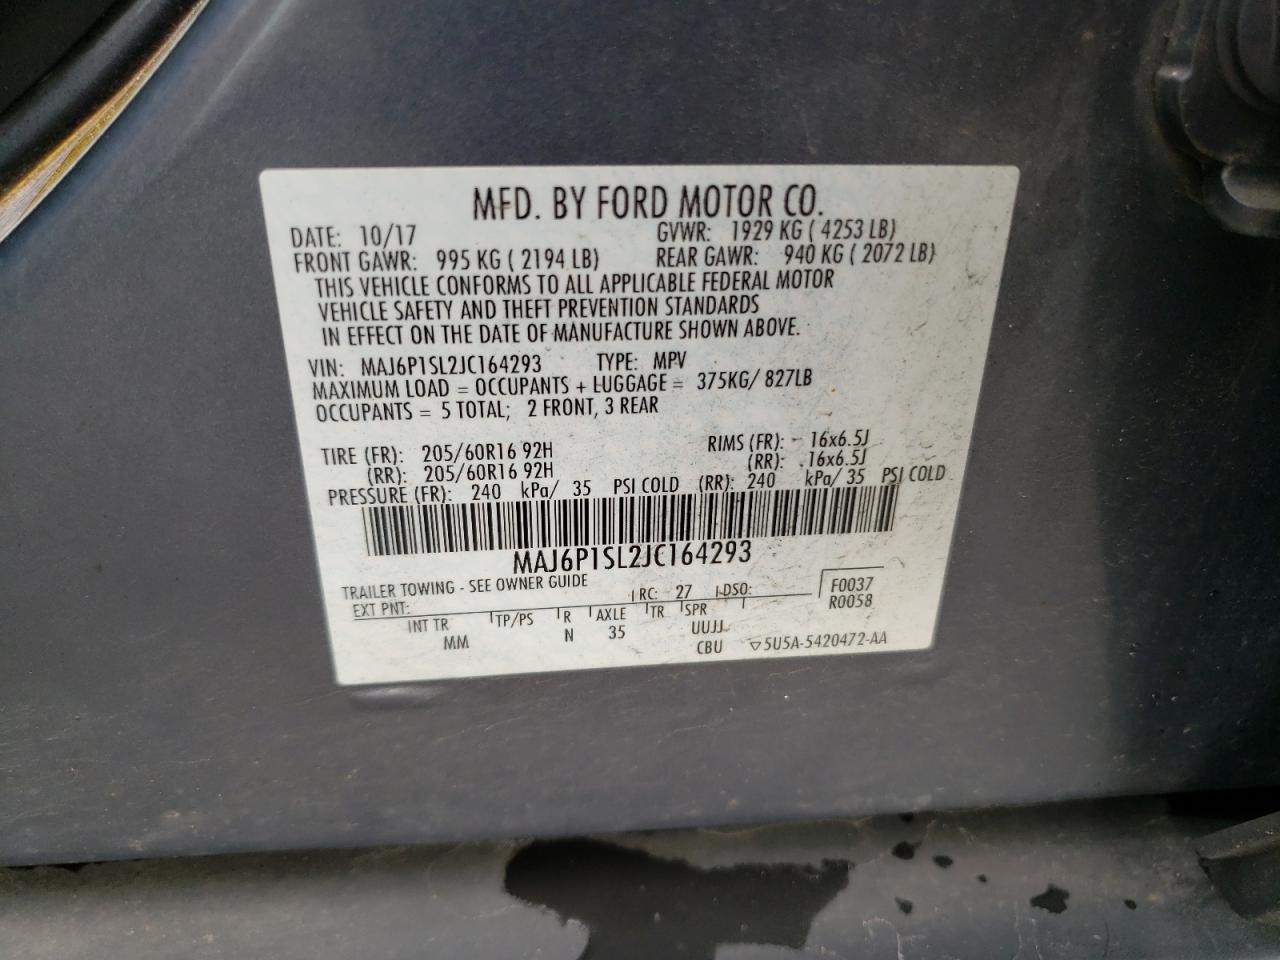 MFD. BY FORD MOTOR CO.
DATE: 10/17 GVWR: 1929 KG ( 4253 LB)
FRONT GAWR: 995 KG ( 2194 LB) REAR GAWR: 940 KG ( 2072 LB)
THIS VEHICLE CONFORMS TO ALL APPLICABLE FEDERAL MOTOR
VEHICLE SAFETY AND THEFT PREVENTION STANDARDS
IN EFFECT ON THE DATE OF MANUFACTURE SHOWN ABOVE.
VIN: MAJ6P1SL2JC164293 TYPE: MPV
MAXIMUM LOAD = OCCUPANTS + LUGGAGE = 375KG/ 827LB
OCCUPANTS = 5 TOTAL; 2 FRONT, 3 REAR
TIRE (FR): 205/60R16 92H RIMS (FR): 16x6.5J
(RR): 205/60R16 92H (RR): 16x6.5J
PRESSURE (FR): 240 kPa/ 35 PSI COLD (RR): 240 kPa/ 35 PSI COLD
MAJ6P1SL2JC164293
TRAILER TOWING - SEE OWNER GUIDE
EXT PNT: RC: 27 DSO: F0037
R0058
INT TR TP/PS R AXLE TR SPR
MM N 35 UUJJ
CBU ▽5U5A-5420472-AA